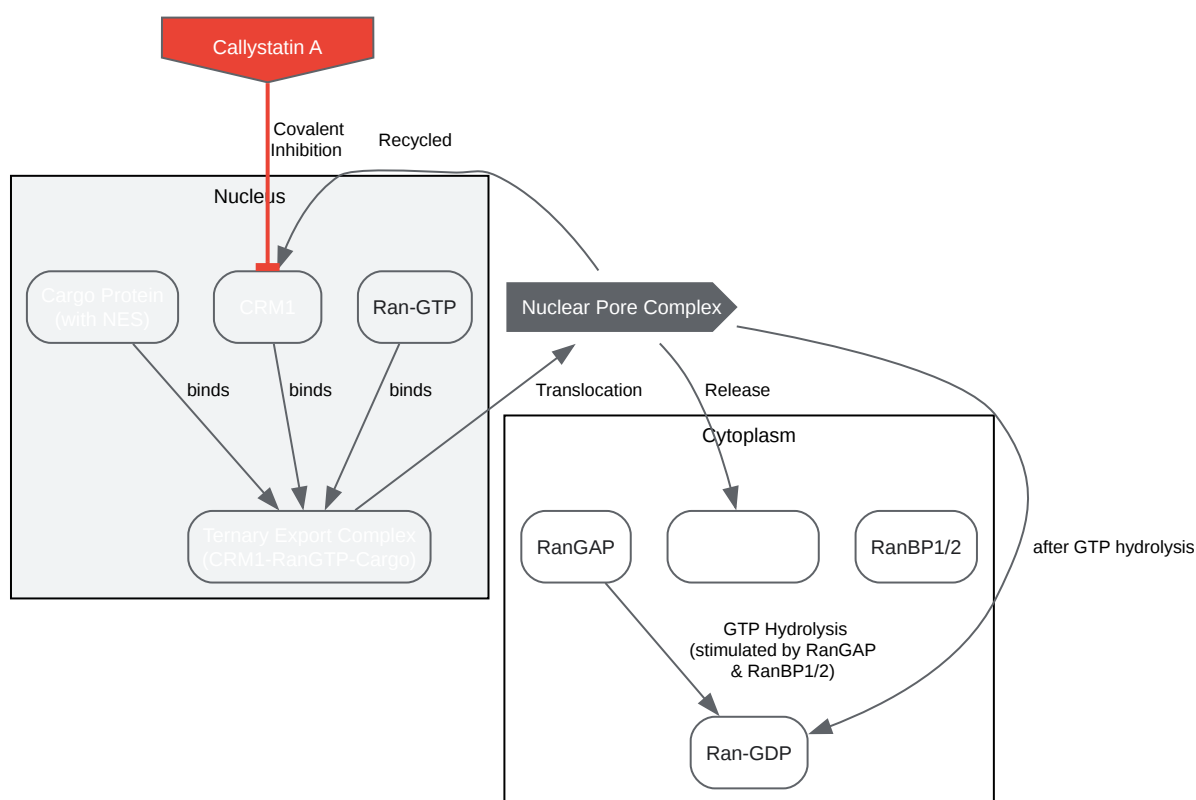 Callystatin A
Covalent
Inhibition
Recycled
Nucleus
Cargo Protein
(with NES)
CRM1
Ran-GTP
Nuclear Pore Complex
binds
binds
binds
Translocation
Release
Cytoplasm
Ternary Export Complex
(CRM1-RanGTP-Cargo)
RanGAP
RanBP1/2
after GTP hydrolysis
GTP Hydrolysis
(stimulated by RanGAP
& RanBP1/2)
Ran-GDP